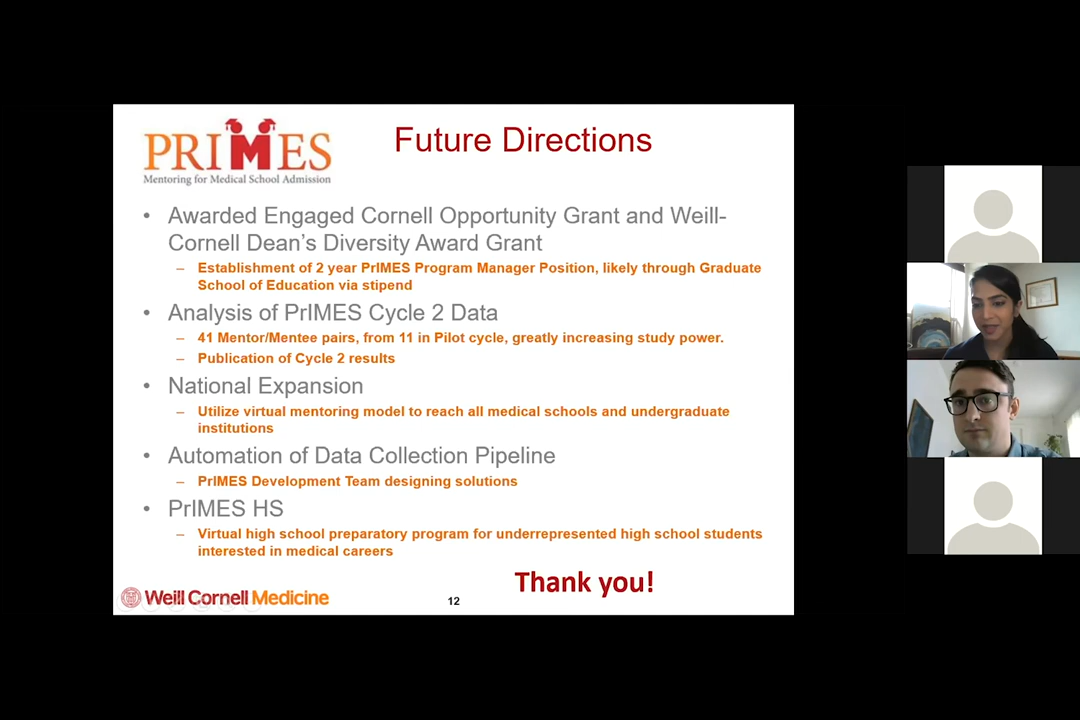 PRIMES
Mentoring for Medical School Admission
Future Directions
• Awarded Engaged Cornell Opportunity Grant and Weill-
Cornell Dean's Diversity Award Grant
– Establishment of 2 year PrIMES Program Manager Position, likely through Graduate
School of Education via stipend
• Analysis of PrIMES Cycle 2 Data
– 41 Mentor/Mentee pairs, from 11 in Pilot cycle, greatly increasing study power.
– Publication of Cycle 2 results
• National Expansion
– Utilize virtual mentoring model to reach all medical schools and undergraduate
institutions
• Automation of Data Collection Pipeline
– PrIMES Development Team designing solutions
• PrIMES HS
– Virtual high school preparatory program for underrepresented high school students
interested in medical careers
Thank you!
Weill Cornell Medicine
12